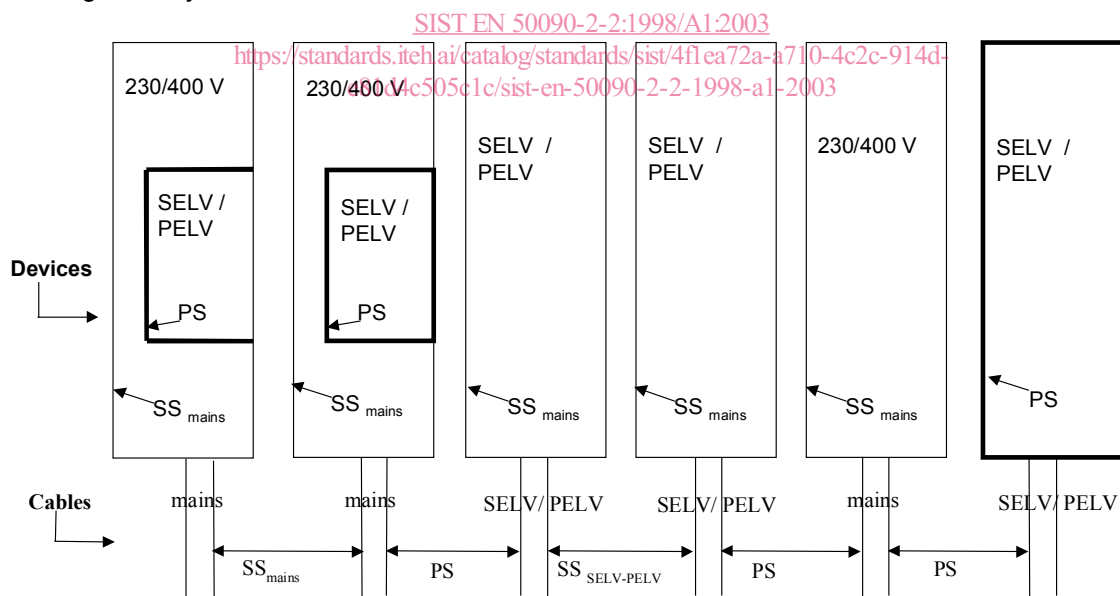 SIST EN 50090-2-2:1998/A1:2003
https://standards.iteh.ai/catalog/standards/sist/4f1ea72a-a710-4c2c-914d-
c505c1c/sist-en-50090-2-2-1998-a1-2003
230/400 V
230/400 V
SELV /
PELV
SELV /
PELV
230/400 V
SELV /
PELV
SELV /
PELV
SELV /
PELV
Devices
PS
PS
SS mains
SS mains
SS mains
SS mains
SS mains
PS
Cables
mains
mains
SELV/ PELV
SELV/ PELV
mains
SELV/ PELV
SS mains
PS
SS SELV-PELV
PS
PS